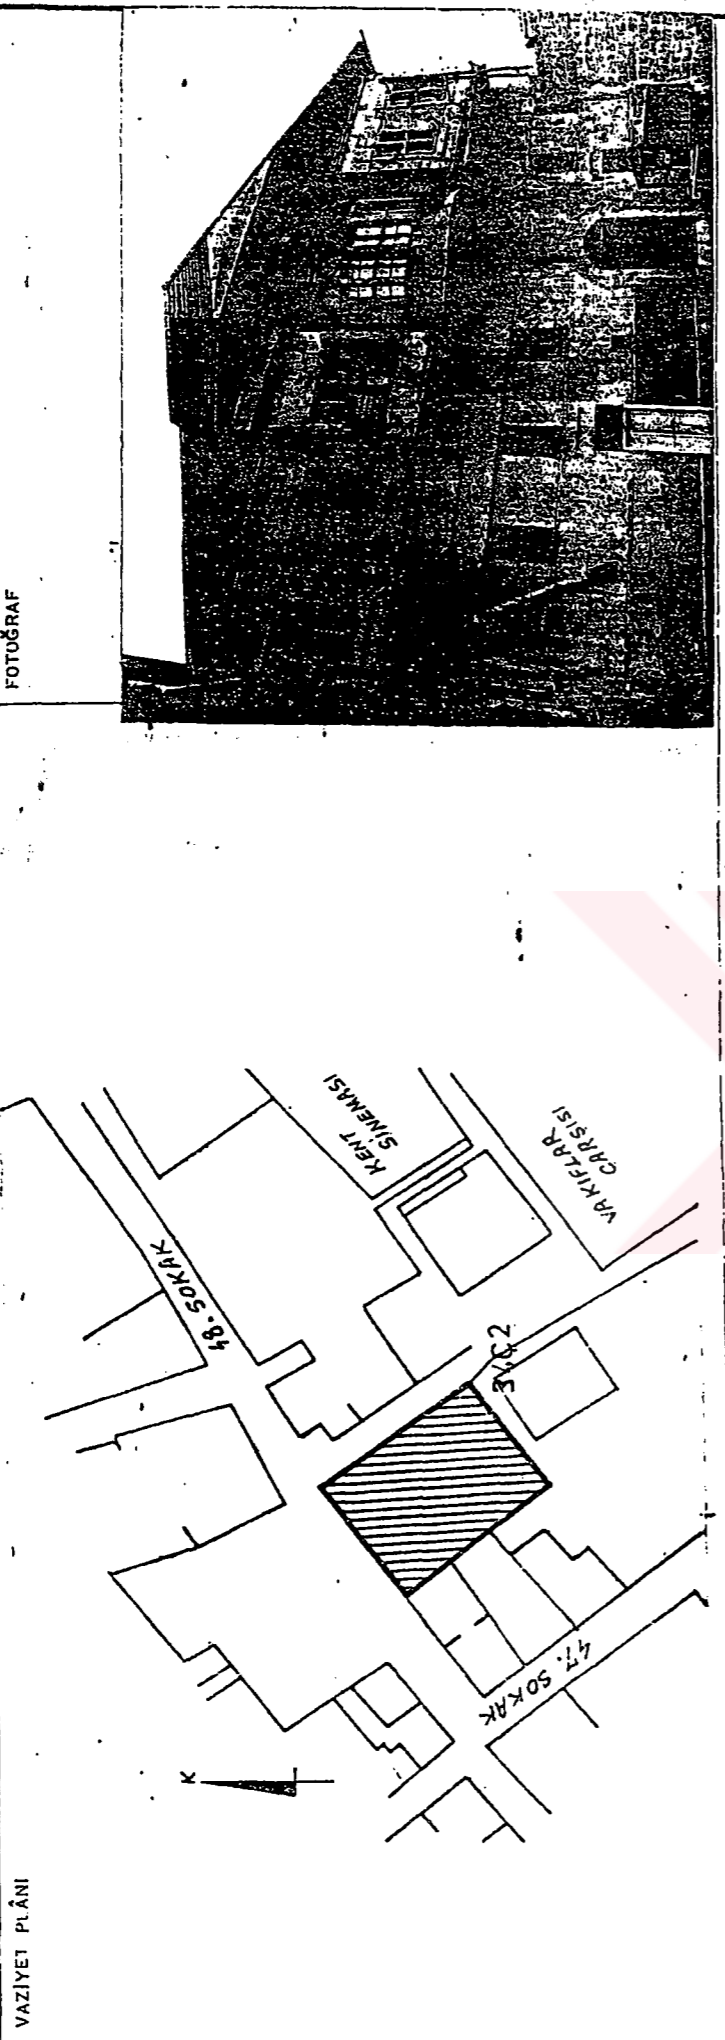 VAZİYET PLÂNI
K
48. SOKAK
47. SOKAK
KENT
SİNEMASI
VAKIFLAR
ÇARŞISI
FOTOĞRAF